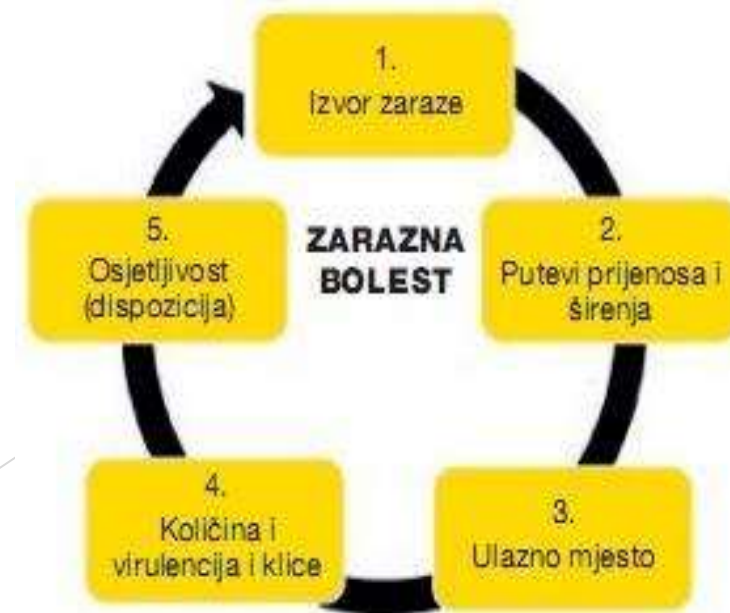 1.
Izvor zaraze
ZARAZNA
BOLEST
2.
Putevi prijenosa i
širenja
3.
Ulazno mjesto
4.
Količina i
virulencija i klice
5.
Osjetljivost
(dispozicija)